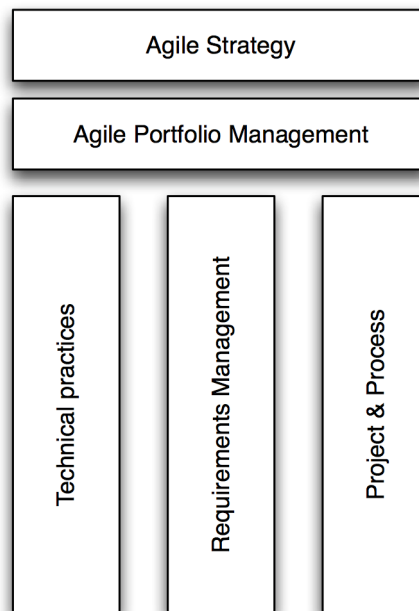 Agile Strategy
Agile Portfolio Management
Technical practices
Requirements Management
Project & Process